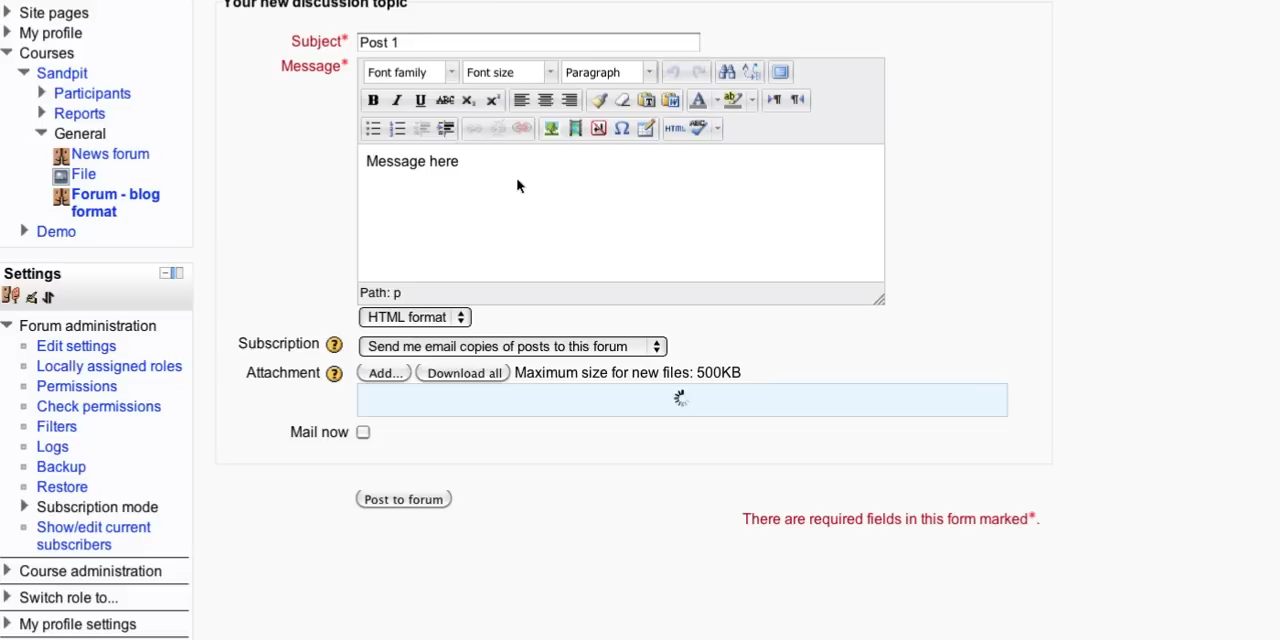 Site pages
My profile
Courses
Sandpit
Participants
Reports
General
News forum
File
Forum - blog
format
Demo
Settings
Forum administration
Edit settings
Locally assigned roles
Permissions
Check permissions
Filters
Logs
Backup
Restore
Subscription mode
Show/edit current
subscribers
Course administration
Switch role to...
My profile settings
Your new discussion topic
Subject* Post 1
Message*
Font family Font size Paragraph
B I U ABC x₂ x²
HTML ABC
Message here
Path: p
HTML format
Subscription ? Send me email copies of posts to this forum
Attachment ? Add... Download all Maximum size for new files: 500KB
Mail now
Post to forum
There are required fields in this form marked*.